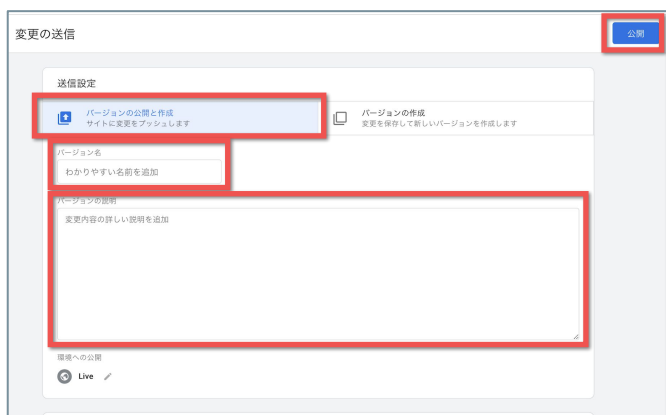 変更の送信
公開
送信設定
バージョンの公開と作成
サイトに変更をプッシュします
バージョンの作成
変更を保存して新しいバージョンを作成します
バージョン名
わかりやすい名前を追加
バージョンの説明
変更内容の詳しい説明を追加
環境への公開
Live